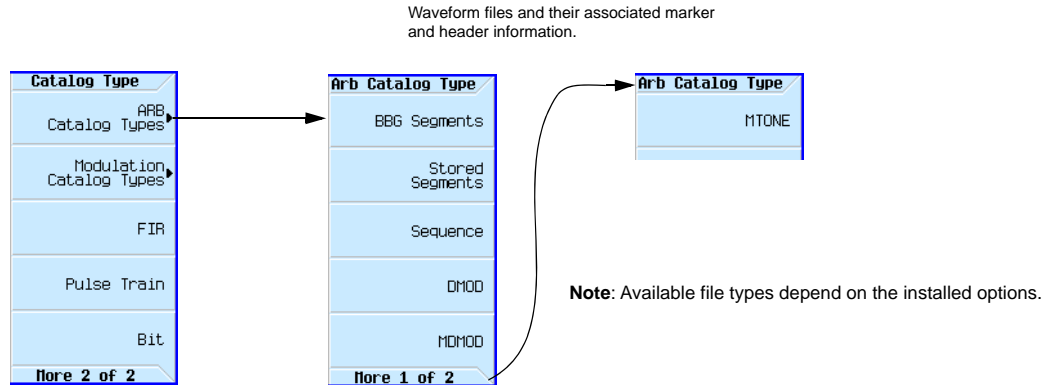 Waveform files and their associated marker
and header information.
Catalog Type
ARB
Catalog Types
Modulation
Catalog Types
FIR
Pulse Train
Bit
More 2 of 2
Arb Catalog Type
BBG Segments
Stored
Segments
Sequence
DMOD
MDMOD
More 1 of 2
Arb Catalog Type
MTONE
Note: Available file types depend on the installed options.